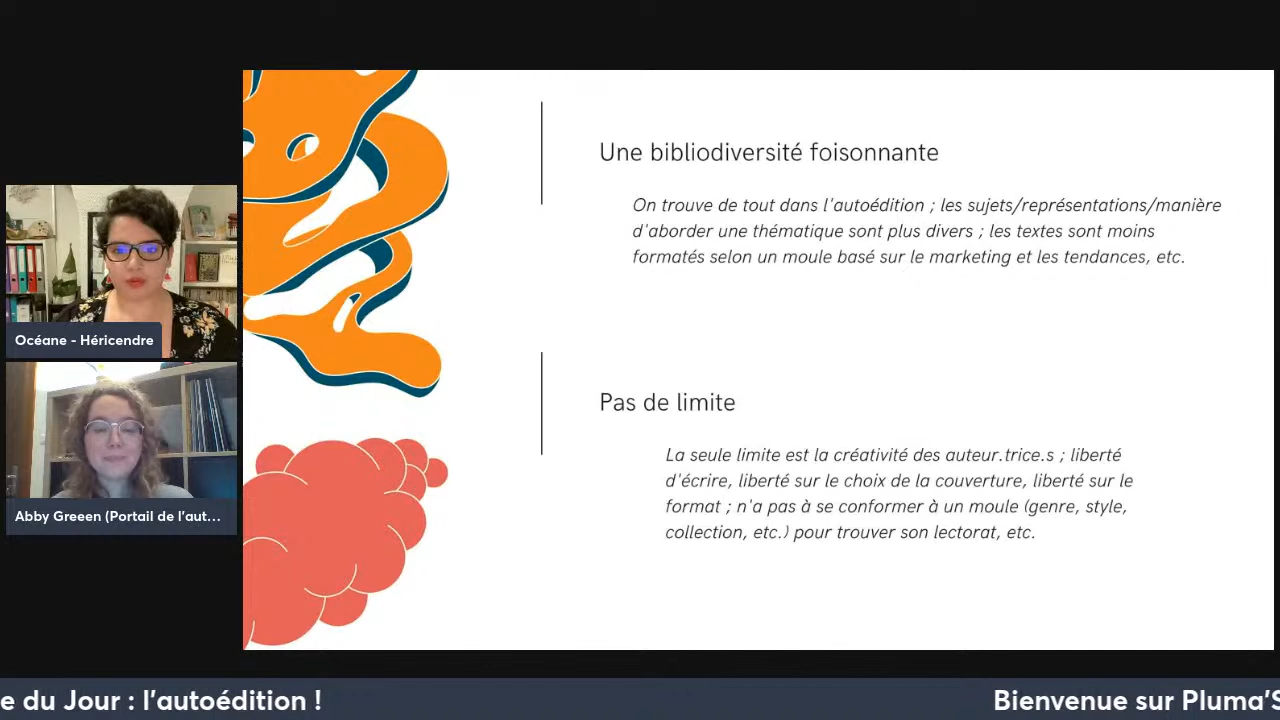 Une bibliodiversité foisonnante
On trouve de tout dans l'autoédition ; les sujets/représentations/manière
d'aborder une thématique sont plus divers ; les textes sont moins
formatés selon un moule basé sur le marketing et les tendances, etc.
Océane - Héricendre
Pas de limite
La seule limite est la créativité des auteur.trice.s ; liberté
d'écrire, liberté sur le choix de la couverture, liberté sur le
format ; n'a pas à se conformer à un moule (genre, style,
collection, etc.) pour trouver son lectorat, etc.
Abby Greeen (Portail de l'aut...
e du Jour : l'autoédition !
Bienvenue sur Pluma'S